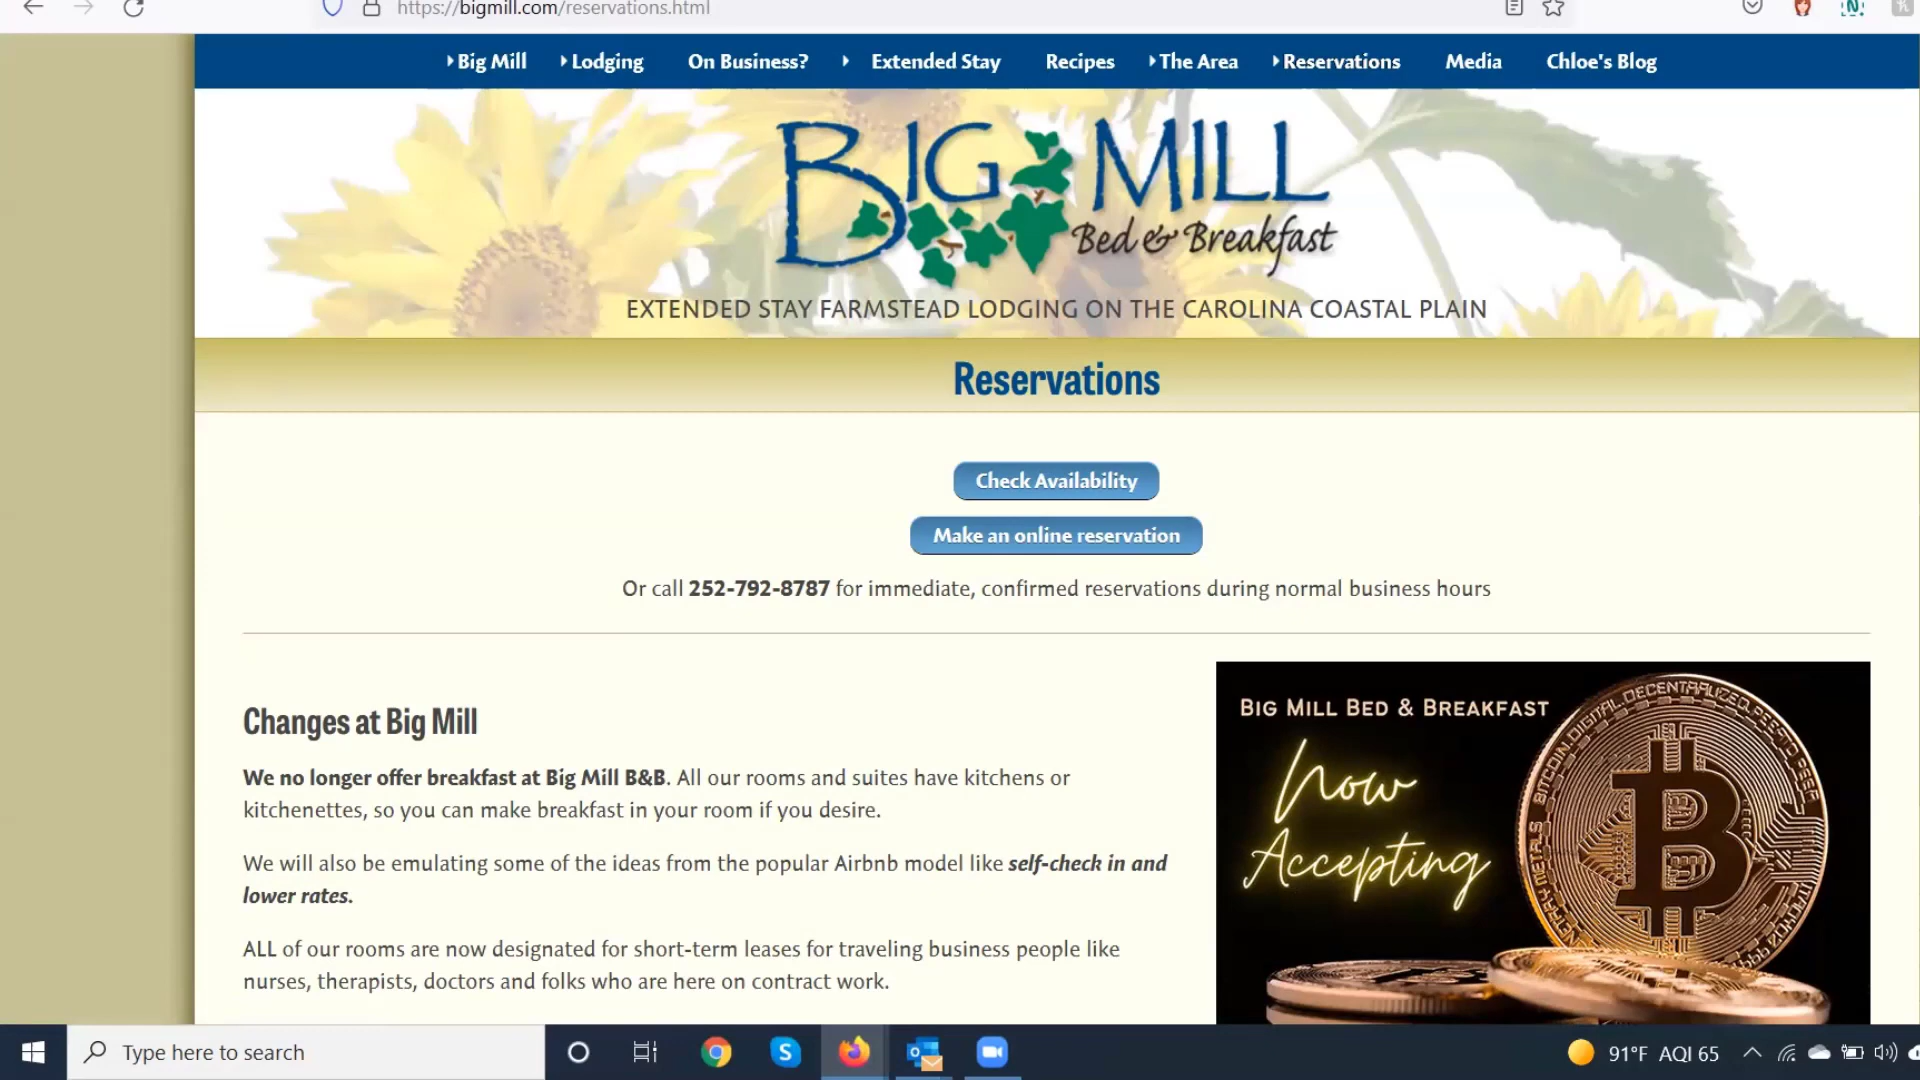 https://bigmill.com/reservations.html
Big Mill Lodging On Business? Extended Stay Recipes The Area Reservations Media Chloe's Blog
BIG MILL
Bed & Breakfast
EXTENDED STAY FARMSTEAD LODGING ON THE CAROLINA COASTAL PLAIN
Reservations
Check Availability
Make an online reservation
Or call 252-792-8787 for immediate, confirmed reservations during normal business hours
Changes at Big Mill
We no longer offer breakfast at Big Mill B&B. All our rooms and suites have kitchens or
kitchenettes, so you can make breakfast in your room if you desire.
We will also be emulating some of the ideas from the popular Airbnb model like self-check in and
lower rates.
ALL of our rooms are now designated for short-term leases for traveling business people like
nurses, therapists, doctors and folks who are here on contract work.
BIG MILL BED & BREAKFAST
Now
Accepting
BITCOIN DIGITAL DECENTRALIZED PEER TO PEER
Type here to search
91°F AQI 65